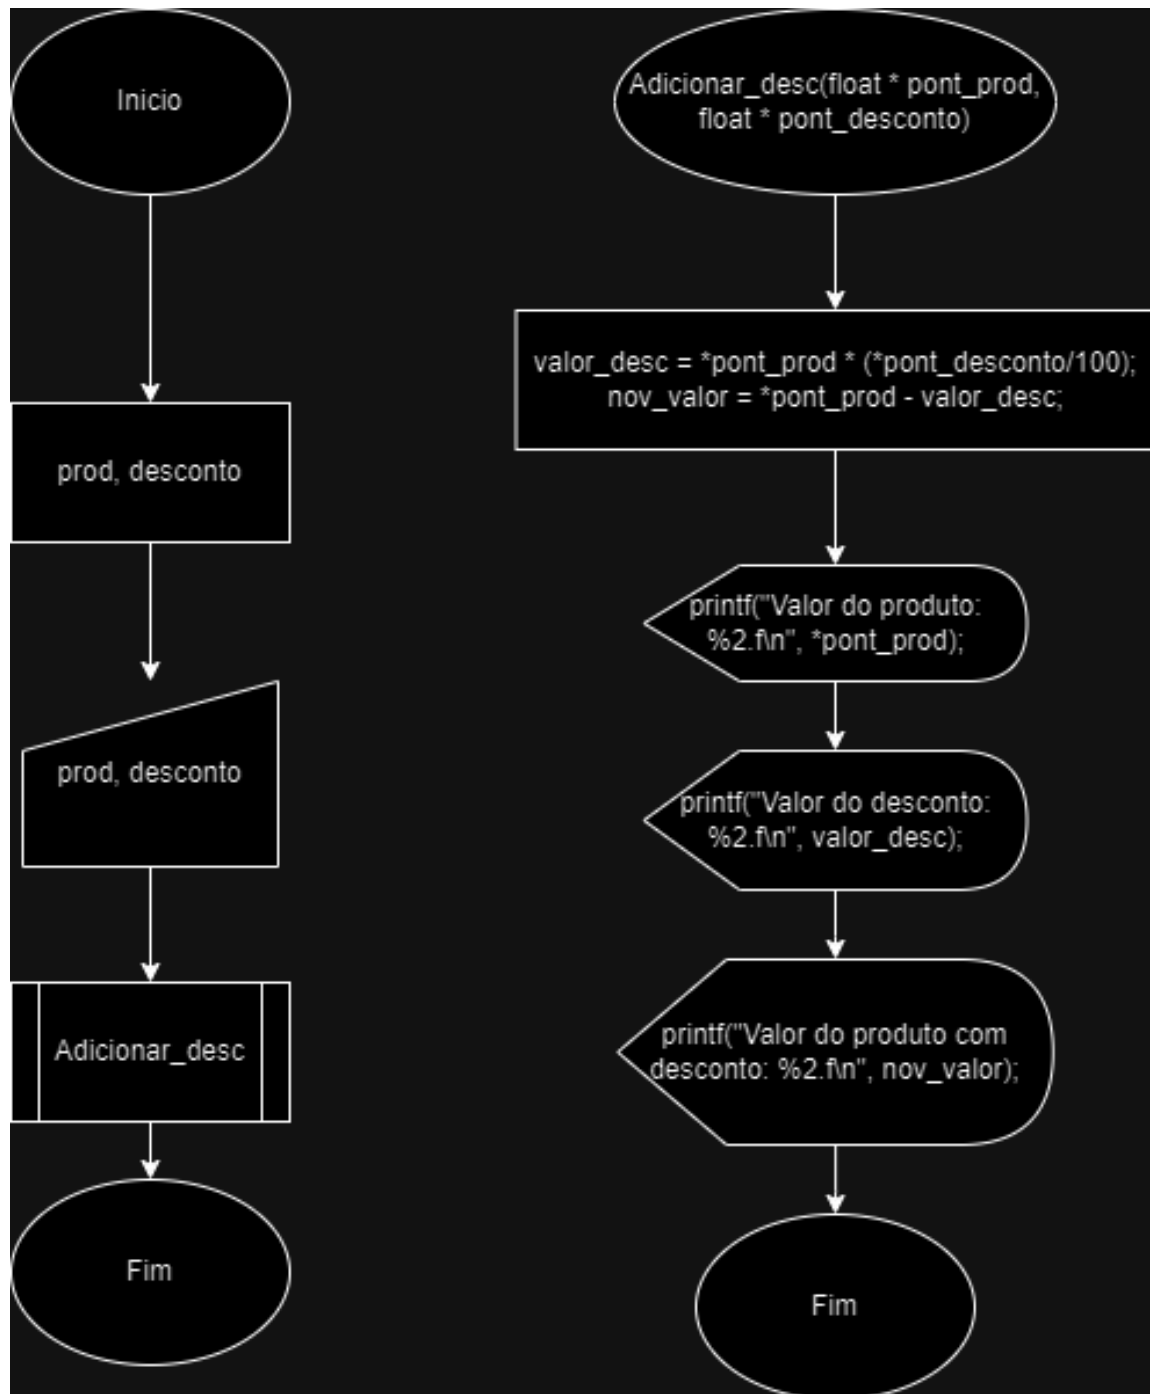 Inicio
prod, desconto
prod, desconto
Adicionar_desc
Fim
Adicionar_desc(float * pont_prod,
float * pont_desconto)
valor_desc = *pont_prod * (*pont_desconto/100);
nov_valor = *pont_prod - valor_desc;
printf("Valor do produto:
%2.f\n", *pont_prod);
printf("Valor do desconto:
%2.f\n", valor_desc);
printf("Valor do produto com
desconto: %2.f\n", nov_valor);
Fim